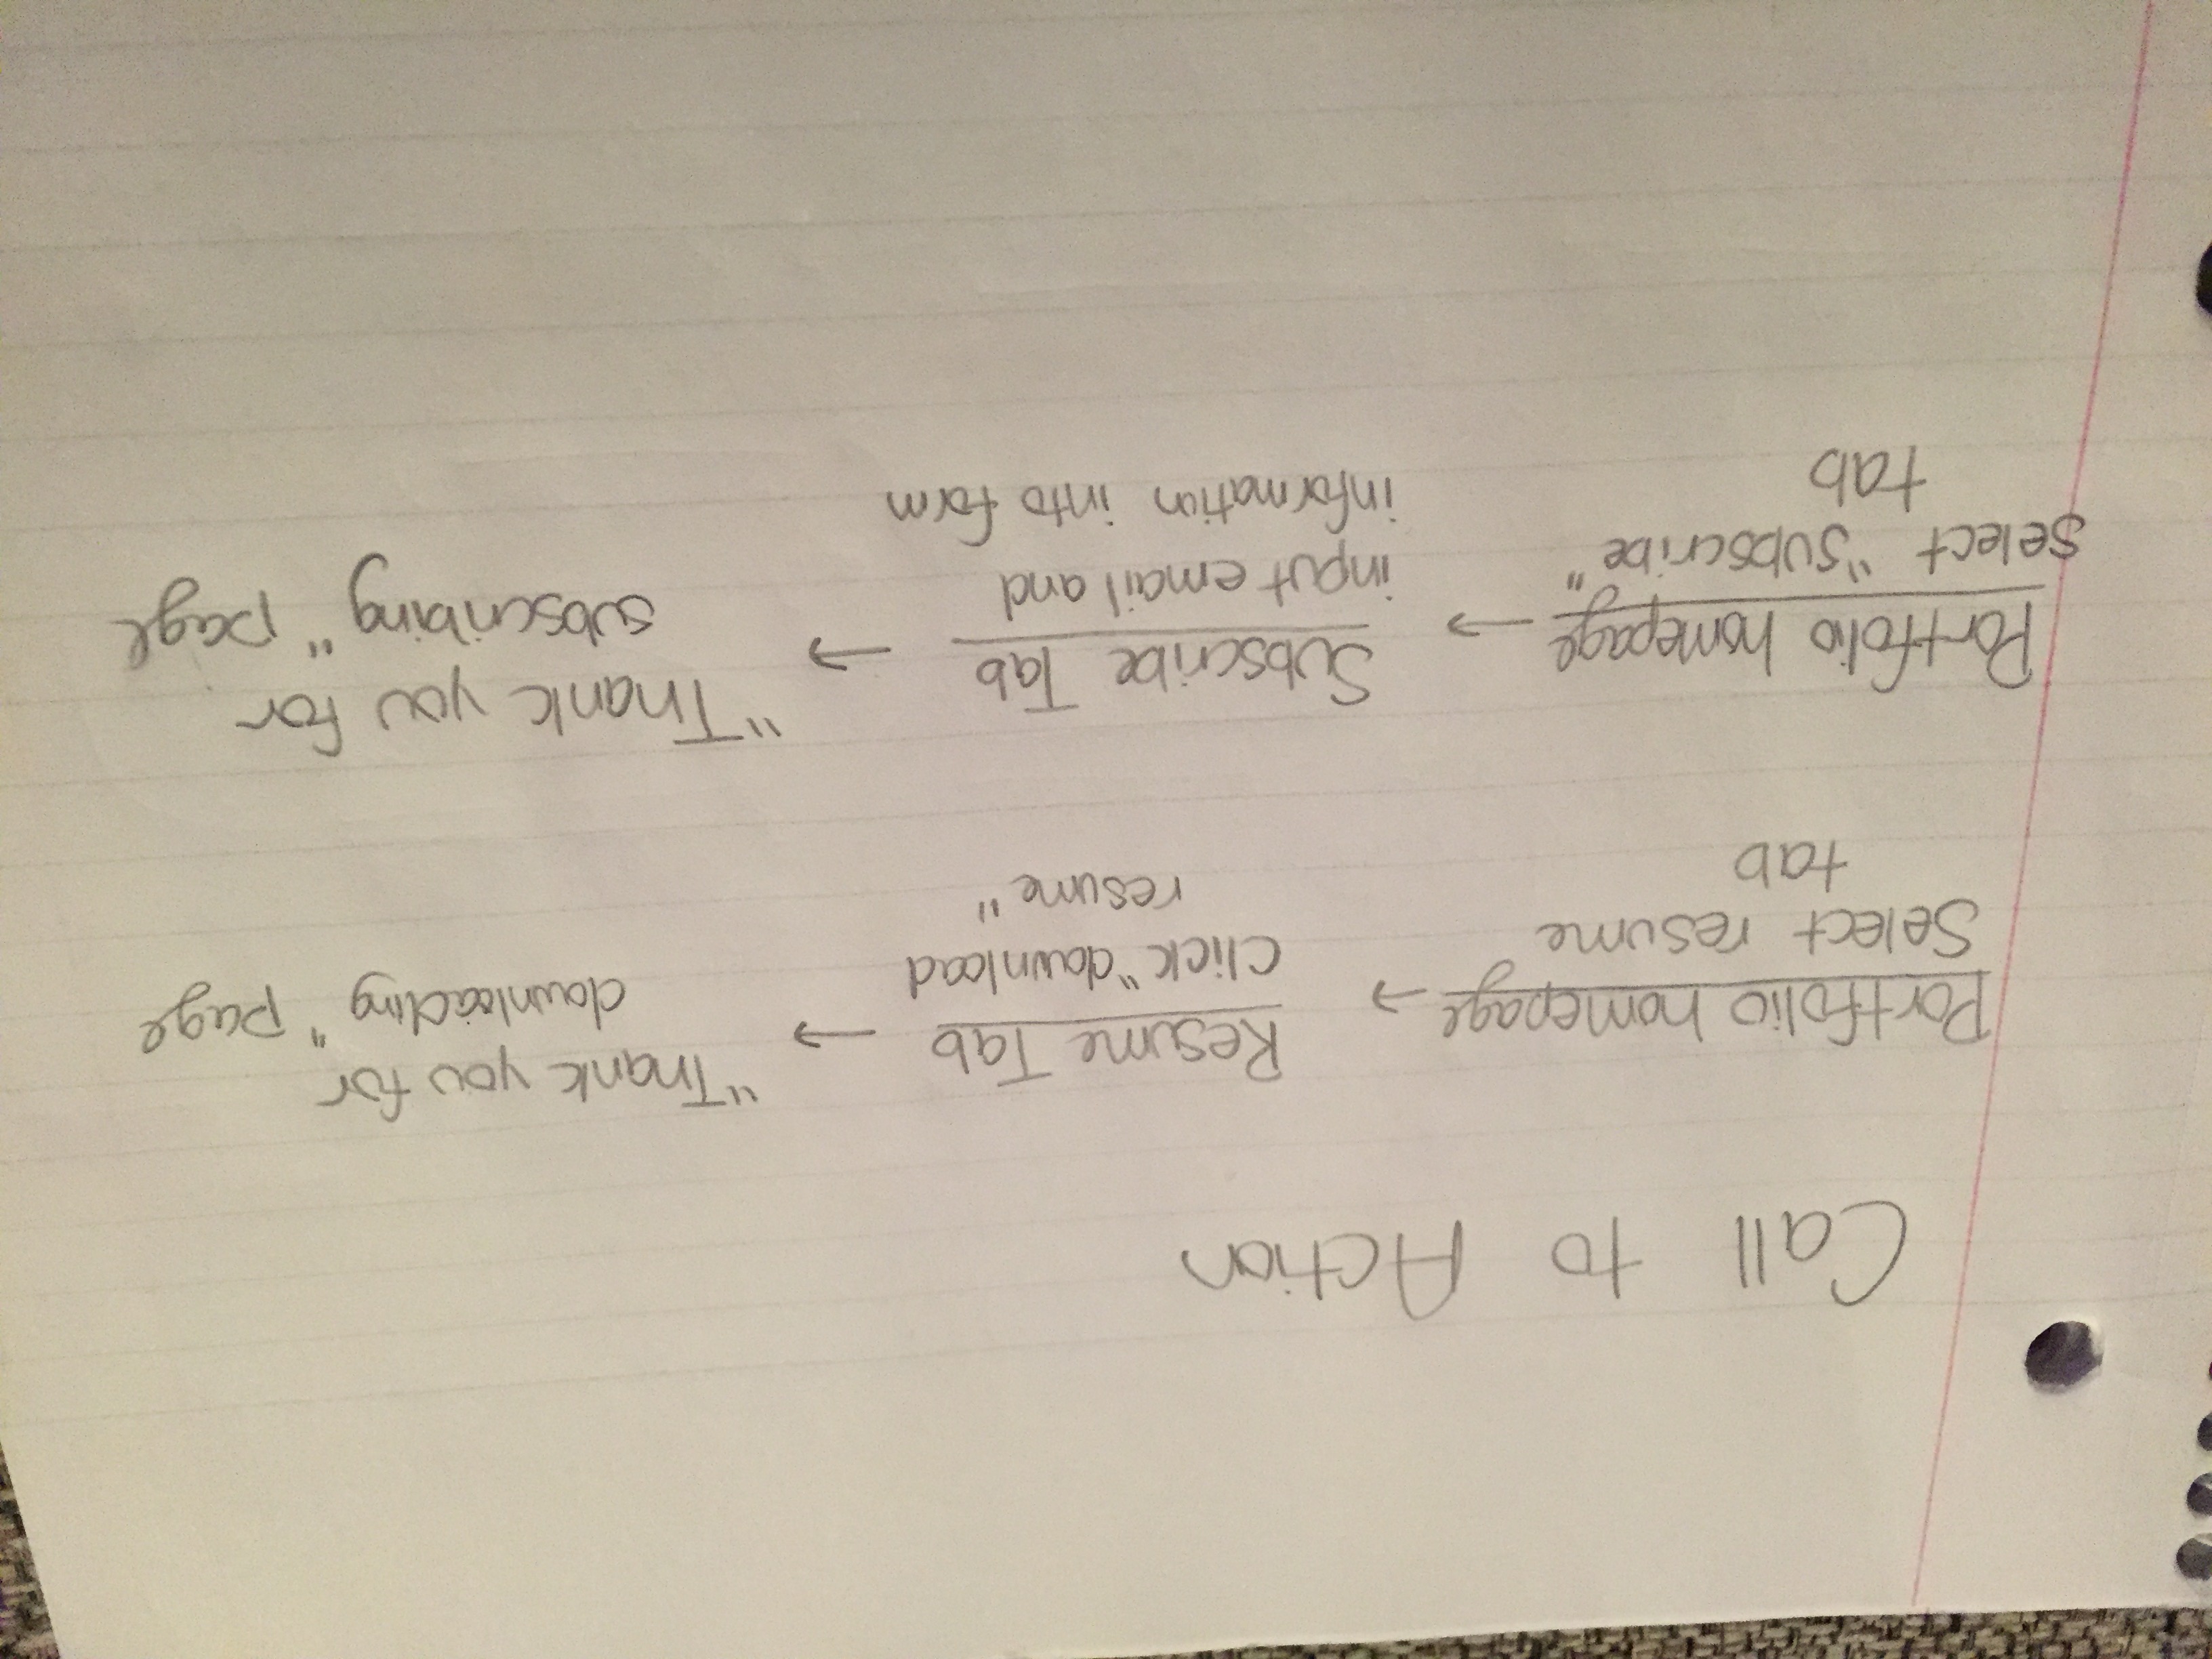 Call to Action
Portfolio homepage → Resume Tab → "Thank you for
Select resume click "download downloading" page
tab resume"
Portfolio homepage → Subscribe Tab → "Thank you for
select "subscribe" input email and subscribing" page
tab information into form